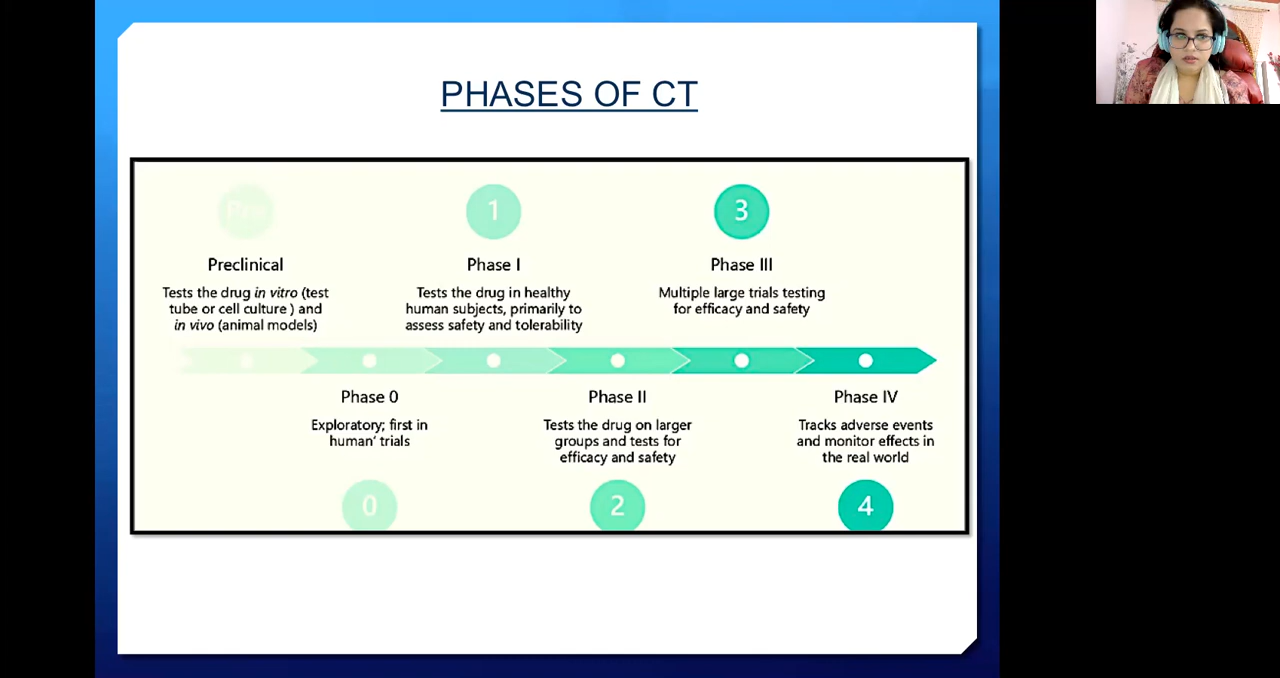 PHASES OF CT
Pre
Preclinical
Tests the drug in vitro (test
tube or cell culture ) and
in vivo (animal models)
1
Phase I
Tests the drug in healthy
human subjects, primarily to
assess safety and tolerability
3
Phase III
Multiple large trials testing
for efficacy and safety
Phase 0
Exploratory; first in
human’ trials
0
Phase II
Tests the drug on larger
groups and tests for
efficacy and safety
2
Phase IV
Tracks adverse events
and monitor effects in
the real world
4